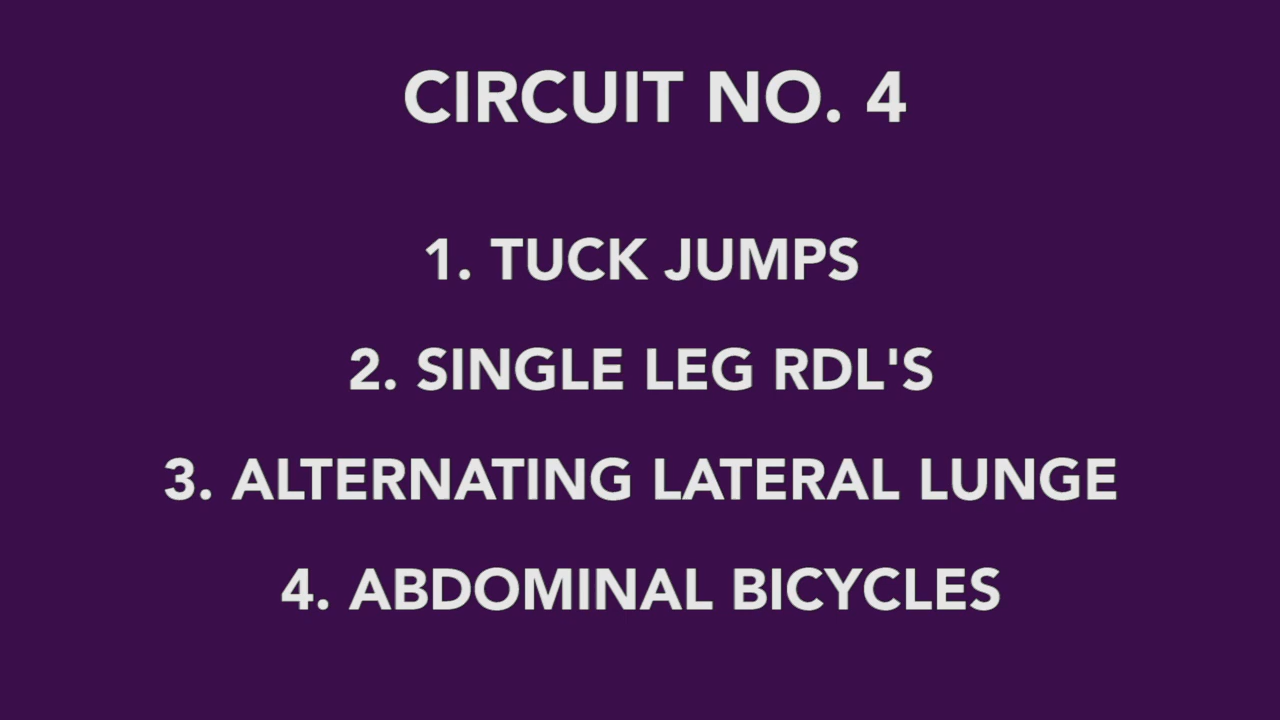 CIRCUIT NO. 4
1. TUCK JUMPS
2. SINGLE LEG RDL'S
3. ALTERNATING LATERAL LUNGE
4. ABDOMINAL BICYCLES